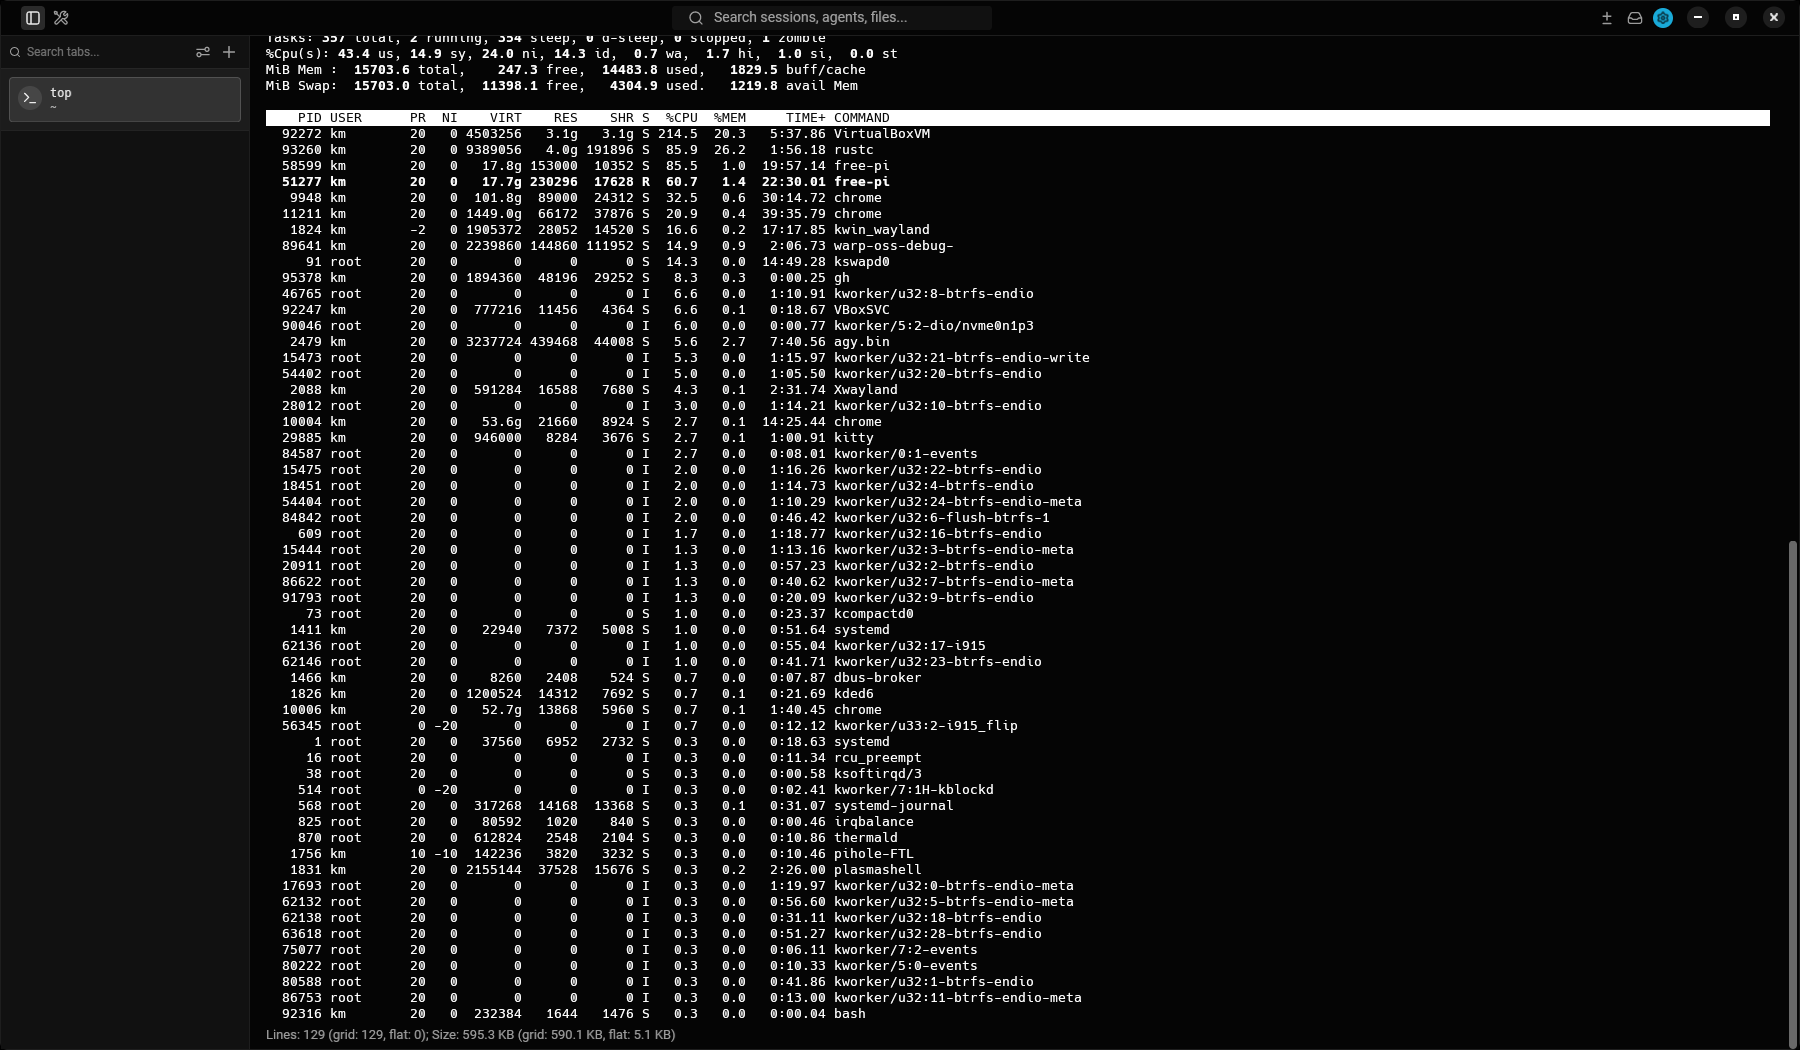 Search sessions, agents, files...
Search tabs...
top
~
Tasks: 357 total, 2 running, 354 sleep, 0 d-sleep, 0 stopped, 1 zombie
%Cpu(s): 43.4 us, 14.9 sy, 24.0 ni, 14.3 id, 0.7 wa, 1.7 hi, 1.0 si, 0.0 st
MiB Mem : 15703.6 total, 247.3 free, 14483.8 used, 1829.5 buff/cache
MiB Swap: 15703.0 total, 11398.1 free, 4304.9 used. 1219.8 avail Mem
PID USER PR NI VIRT RES SHR S %CPU %MEM TIME+ COMMAND
92272 km 20 0 4503256 3.1g 3.1g S 214.5 20.3 5:37.86 VirtualBoxVM
93260 km 20 0 9389056 4.0g 191896 S 85.9 26.2 1:56.18 rustc
58599 km 20 0 17.8g 153000 10352 S 85.5 1.0 19:57.14 free-pi
51277 km 20 0 17.7g 230296 17628 R 60.7 1.4 22:30.01 free-pi
9948 km 20 0 101.8g 89000 24312 S 32.5 0.6 30:14.72 chrome
11211 km 20 0 1449.0g 66172 37876 S 20.9 0.4 39:35.79 chrome
1824 km -2 0 1905372 28052 14520 S 16.6 0.2 17:17.85 kwin_wayland
89641 km 20 0 2239860 144860 111952 S 14.9 0.9 2:06.73 warp-oss-debug-
91 root 20 0 0 0 0 S 14.3 0.0 14:49.28 kswapd0
95378 km 20 0 1894360 48196 29252 S 8.3 0.3 0:00.25 gh
46765 root 20 0 0 0 0 I 6.6 0.0 1:10.91 kworker/u32:8-btrfs-endio
92247 km 20 0 777216 11456 4364 S 6.6 0.1 0:18.67 VBoxSVC
90046 root 20 0 0 0 0 I 6.0 0.0 0:00.77 kworker/5:2-dio/nvme0n1p3
2479 km 20 0 3237724 439468 44008 S 5.6 2.7 7:40.56 agy.bin
15473 root 20 0 0 0 0 I 5.3 0.0 1:15.97 kworker/u32:21-btrfs-endio-write
54402 root 20 0 0 0 0 I 5.0 0.0 1:05.50 kworker/u32:20-btrfs-endio
2088 km 20 0 591284 16588 7680 S 4.3 0.1 2:31.74 Xwayland
28012 root 20 0 0 0 0 I 3.0 0.0 1:14.21 kworker/u32:10-btrfs-endio
10004 km 20 0 53.6g 21660 8924 S 2.7 0.1 14:25.44 chrome
29885 km 20 0 946000 8284 3676 S 2.7 0.1 1:00.91 kitty
84587 root 20 0 0 0 0 I 2.7 0.0 0:08.01 kworker/0:1-events
15475 root 20 0 0 0 0 I 2.0 0.0 1:16.26 kworker/u32:22-btrfs-endio
18451 root 20 0 0 0 0 I 2.0 0.0 1:14.73 kworker/u32:4-btrfs-endio
54404 root 20 0 0 0 0 I 2.0 0.0 1:10.29 kworker/u32:24-btrfs-endio-meta
84842 root 20 0 0 0 0 I 2.0 0.0 0:46.42 kworker/u32:6-flush-btrfs-1
609 root 20 0 0 0 0 I 1.7 0.0 1:18.77 kworker/u32:16-btrfs-endio
15444 root 20 0 0 0 0 I 1.3 0.0 1:13.16 kworker/u32:3-btrfs-endio-meta
20911 root 20 0 0 0 0 I 1.3 0.0 0:57.23 kworker/u32:2-btrfs-endio
86622 root 20 0 0 0 0 I 1.3 0.0 0:40.62 kworker/u32:7-btrfs-endio-meta
91793 root 20 0 0 0 0 I 1.3 0.0 0:20.09 kworker/u32:9-btrfs-endio
73 root 20 0 0 0 0 S 1.0 0.0 0:23.37 kcompactd0
1411 km 20 0 22940 7372 5008 S 1.0 0.0 0:51.64 systemd
62136 root 20 0 0 0 0 I 1.0 0.0 0:55.04 kworker/u32:17-i915
62146 root 20 0 0 0 0 I 1.0 0.0 0:41.71 kworker/u32:23-btrfs-endio
1466 km 20 0 8260 2408 524 S 0.7 0.0 0:07.87 dbus-broker
1826 km 20 0 1200524 14312 7692 S 0.7 0.1 0:21.69 kded6
10006 km 20 0 52.7g 13868 5960 S 0.7 0.1 1:40.45 chrome
56345 root 0 -20 0 0 0 I 0.7 0.0 0:12.12 kworker/u33:2-i915_flip
1 root 20 0 37560 6952 2732 S 0.3 0.0 0:18.63 systemd
16 root 20 0 0 0 0 I 0.3 0.0 0:11.34 rcu_preempt
38 root 20 0 0 0 0 S 0.3 0.0 0:00.58 ksoftirqd/3
514 root 0 -20 0 0 0 I 0.3 0.0 0:02.41 kworker/7:1H-kblockd
568 root 20 0 317268 14168 13368 S 0.3 0.1 0:31.07 systemd-journal
825 root 20 0 80592 1020 840 S 0.3 0.0 0:00.46 irqbalance
870 root 20 0 612824 2548 2104 S 0.3 0.0 0:10.86 thermald
1756 km 10 -10 142236 3820 3232 S 0.3 0.0 0:10.46 pihole-FTL
1831 km 20 0 2155144 37528 15676 S 0.3 0.2 2:26.00 plasmashell
17693 root 20 0 0 0 0 I 0.3 0.0 1:19.97 kworker/u32:0-btrfs-endio-meta
62132 root 20 0 0 0 0 I 0.3 0.0 0:56.60 kworker/u32:5-btrfs-endio-meta
62138 root 20 0 0 0 0 I 0.3 0.0 0:31.11 kworker/u32:18-btrfs-endio
63618 root 20 0 0 0 0 I 0.3 0.0 0:51.27 kworker/u32:28-btrfs-endio
75077 root 20 0 0 0 0 I 0.3 0.0 0:06.11 kworker/7:2-events
80222 root 20 0 0 0 0 I 0.3 0.0 0:10.33 kworker/5:0-events
80588 root 20 0 0 0 0 I 0.3 0.0 0:41.86 kworker/u32:1-btrfs-endio
86753 root 20 0 0 0 0 I 0.3 0.0 0:13.00 kworker/u32:11-btrfs-endio-meta
92316 km 20 0 232384 1644 1476 S 0.3 0.0 0:00.04 bash
Lines: 129 (grid: 129, flat: 0); Size: 595.3 KB (grid: 590.1 KB, flat: 5.1 KB)